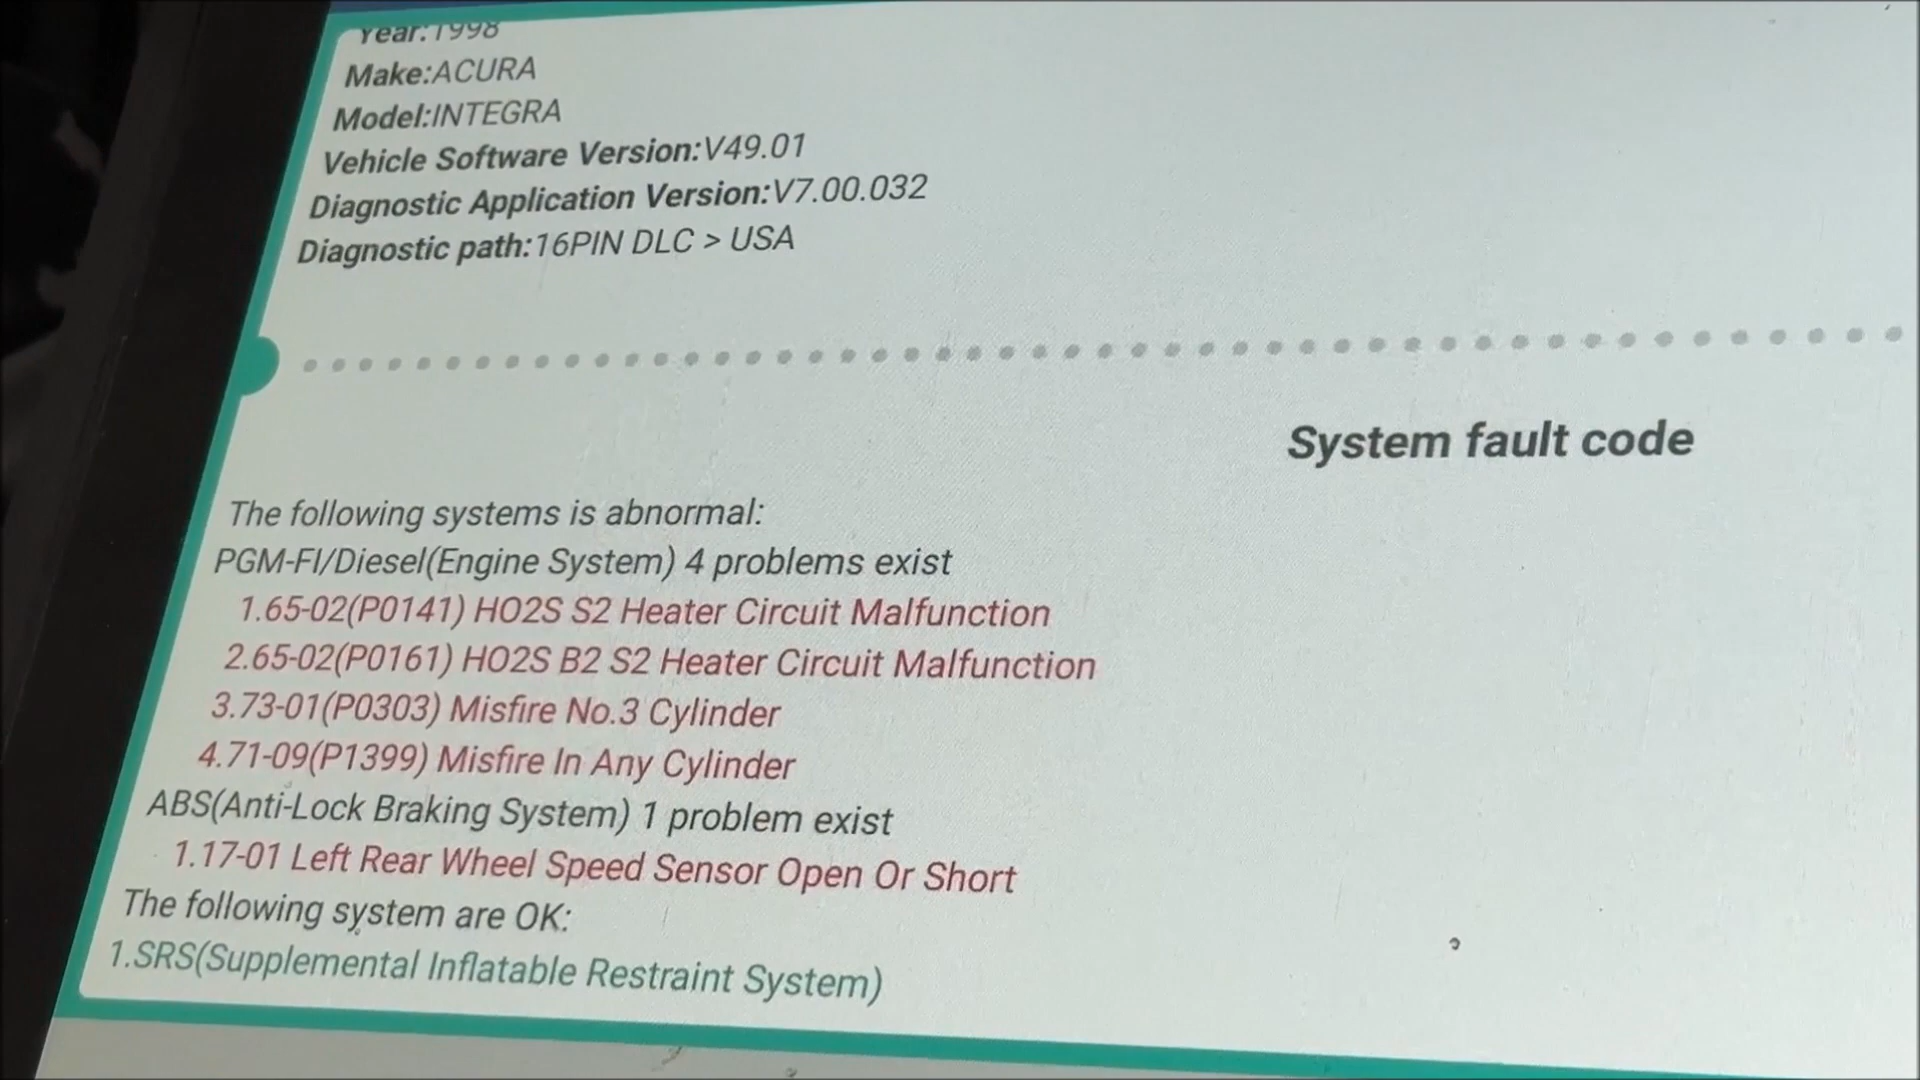 Year:1998
Make:ACURA
Model:INTEGRA
Vehicle Software Version:V49.01
Diagnostic Application Version:V7.00.032
Diagnostic path:16PIN DLC > USA
System fault code
The following systems is abnormal:
PGM-FI/Diesel(Engine System) 4 problems exist
1.65-02(P0141) HO2S S2 Heater Circuit Malfunction
2.65-02(P0161) HO2S B2 S2 Heater Circuit Malfunction
3.73-01(P0303) Misfire No.3 Cylinder
4.71-09(P1399) Misfire In Any Cylinder
ABS(Anti-Lock Braking System) 1 problem exist
1.17-01 Left Rear Wheel Speed Sensor Open Or Short
The following system are OK:
1.SRS(Supplemental Inflatable Restraint System)